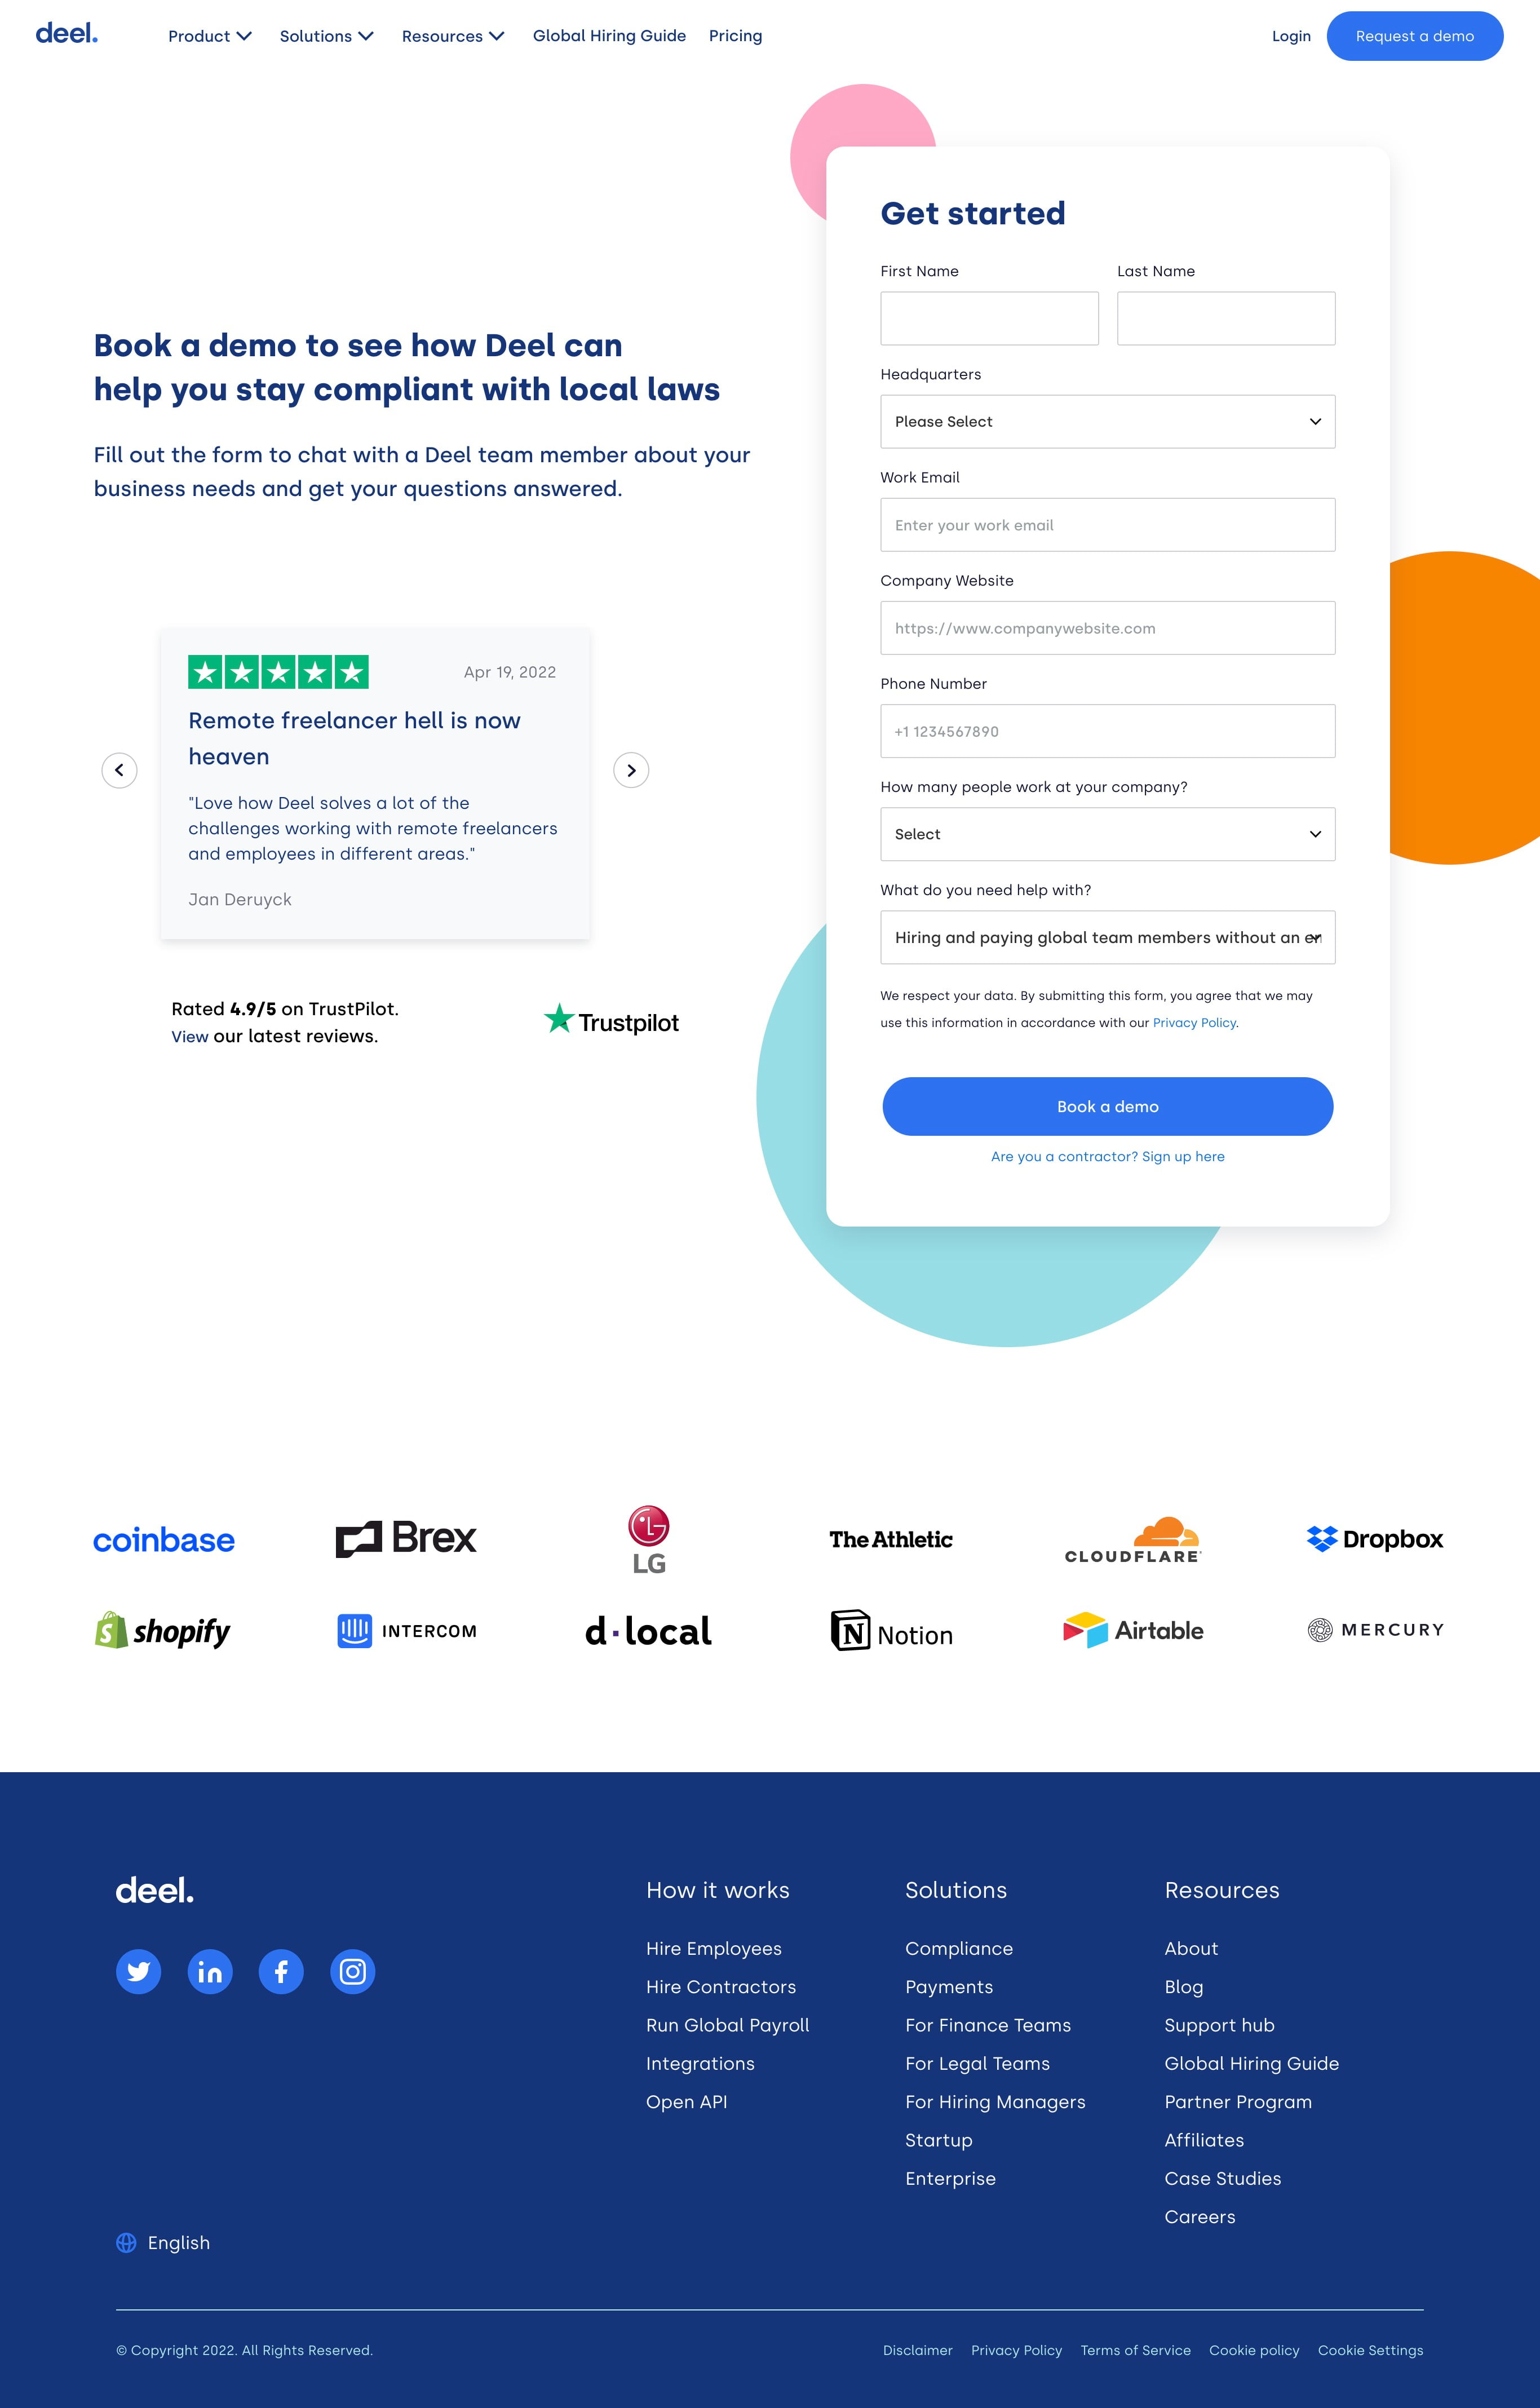 deel.
Product
Solutions
Resources
Global Hiring Guide
Pricing
Login
Request a demo
Book a demo to see how Deel can
help you stay compliant with local laws
Fill out the form to chat with a Deel team member about your
business needs and get your questions answered.
Apr 19, 2022
Remote freelancer hell is now
heaven
"Love how Deel solves a lot of the
challenges working with remote freelancers
and employees in different areas."
Jan Deruyck
Rated 4.9/5 on TrustPilot.
View our latest reviews.
Trustpilot
Get started
First Name
Last Name
Headquarters
Please Select
Work Email
Enter your work email
Company Website
https://www.companywebsite.com
Phone Number
+1 1234567890
How many people work at your company?
Select
What do you need help with?
Hiring and paying global team members without an
We respect your data. By submitting this form, you agree that we may
use this information in accordance with our Privacy Policy.
Book a demo
Are you a contractor? Sign up here
coinbase
Brex
LG
The Athletic
CLOUDFLARE
Dropbox
shopify
INTERCOM
d·local
Notion
Airtable
MERCURY
deel.
How it works
Hire Employees
Hire Contractors
Run Global Payroll
Integrations
Open API
Solutions
Compliance
Payments
For Finance Teams
For Legal Teams
For Hiring Managers
Startup
Enterprise
Resources
About
Blog
Support hub
Global Hiring Guide
Partner Program
Affiliates
Case Studies
Careers
English
© Copyright 2022. All Rights Reserved.
Disclaimer
Privacy Policy
Terms of Service
Cookie policy
Cookie Settings